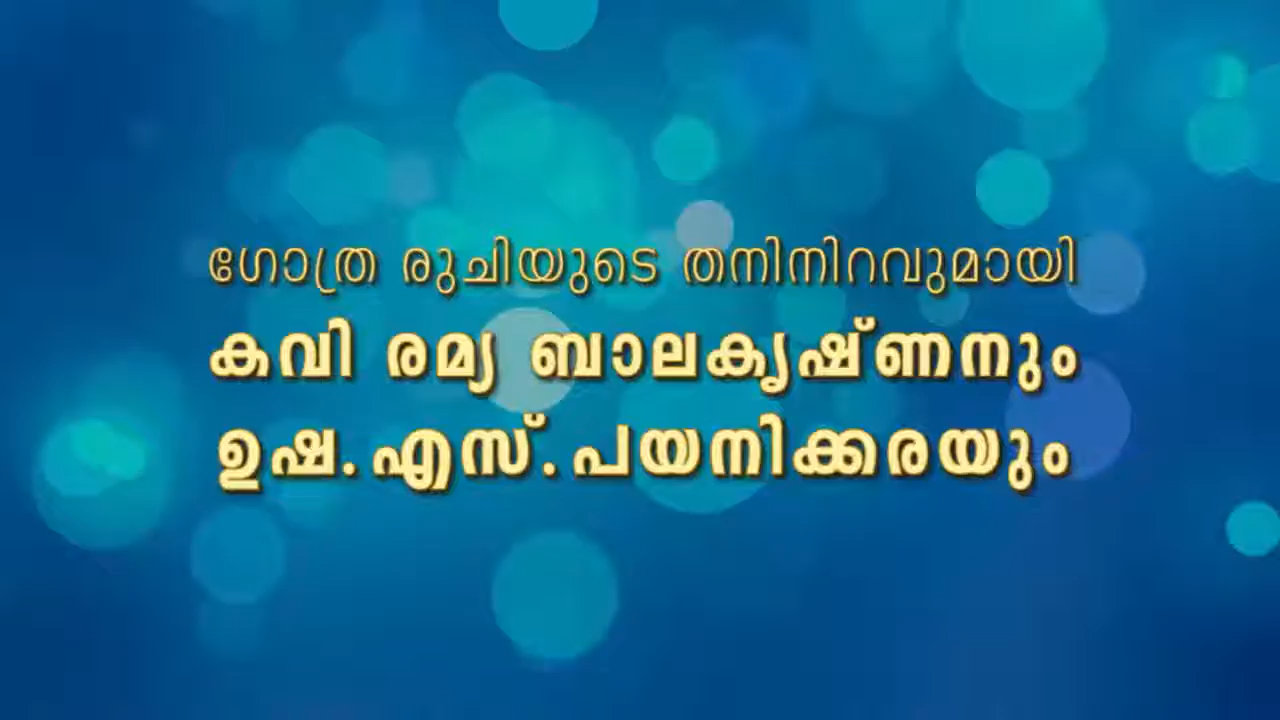 ഗോത്ര രുചിയുടെ തനിനിറവുമായി
കവി രമ്യ ബാലകൃഷ്ണനും
ഉഷ.എസ്.പയനിക്കരയും